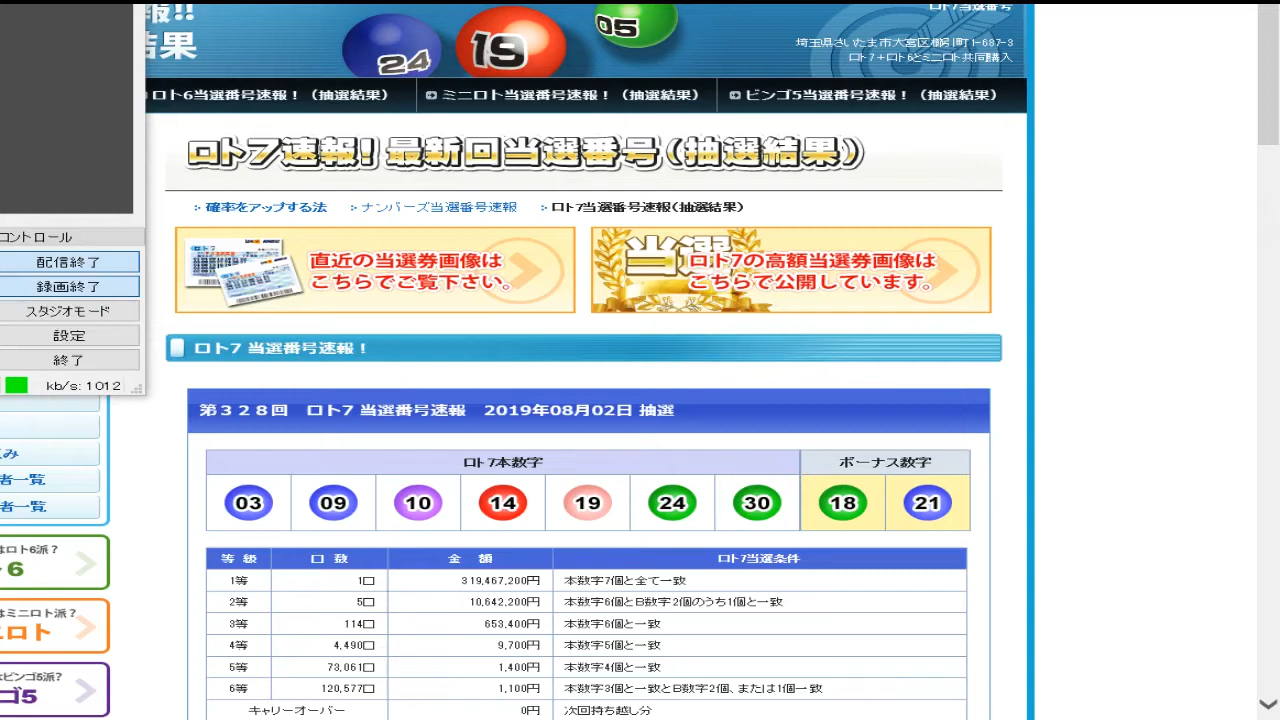 報!!
結果
24
19
05
ロト7当選番号
埼玉県さいたま市大宮区櫛引町1-687-3
ロト7+ロト6とミニロト共同購入
ロト6当選番号速報！（抽選結果）
ミニロト当選番号速報！（抽選結果）
ビンゴ5当選番号速報！（抽選結果）
ロト7速報！最新回当選番号（抽選結果）
確率をアップする法
ナンバーズ当選番号速報
ロト7当選番号速報(抽選結果)
直近の当選券画像は
こちらでご覧下さい。
当選
ロト7の高額当選券画像は
こちらで公開しています。
コントロール
配信終了
録画終了
スタジオモード
設定
終了
kb/s: 1012
ロト7 当選番号速報！
第３２８回　ロト7 当選番号速報　2019年08月02日 抽選
ロト7本数字
ボーナス数字
03 09 10 14 19 24 30 18 21
等 級 口 数 金 額 ロト7当選条件
1等 1口 319,467,200円 本数字7個と全て一致
2等 5口 10,642,200円 本数字6個とB数字2個のうち1個と一致
3等 114口 653,400円 本数字6個と一致
4等 4,490口 9,700円 本数字5個と一致
5等 73,061口 1,400円 本数字4個と一致
6等 120,577口 1,100円 本数字3個と一致とB数字2個、または1個一致
キャリーオーバー 0円 次回持ち越し分
み
者一覧
者一覧
はロト6派？
6
はミニロト派？
ニロト
はビンゴ5派？
ゴ5